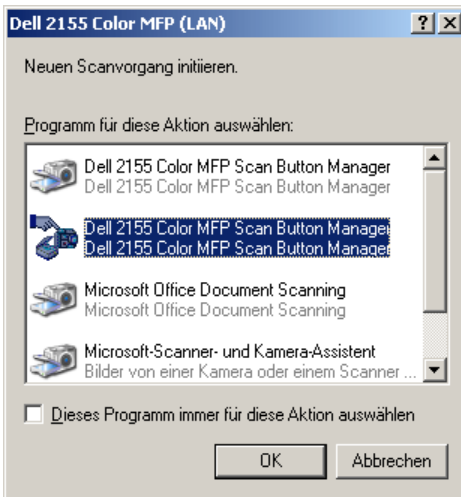 Dell 2155 Color MFP (LAN)
Neuen Scanvorgang initiieren.
Programm für diese Aktion auswählen:
Dell 2155 Color MFP Scan Button Manager
Dell 2155 Color MFP Scan Button Manager
Dell 2155 Color MFP Scan Button Manager
Dell 2155 Color MFP Scan Button Manager
Microsoft Office Document Scanning
Microsoft Office Document Scanning
Microsoft-Scanner- und Kamera-Assistent
Bilder von einer Kamera oder einem Scanner ...
Dieses Programm immer für diese Aktion auswählen
OK Abbrechen